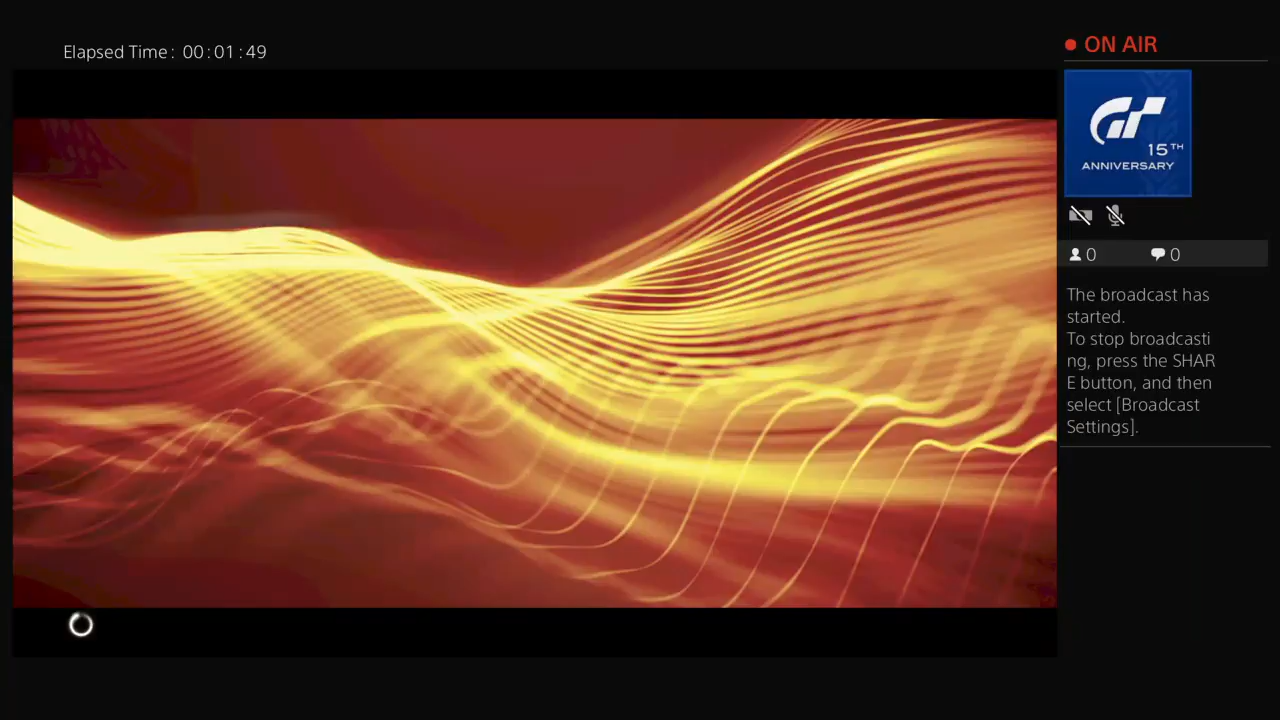 Elapsed Time: 00:01:49
ON AIR
GT
15TH
ANNIVERSARY
0 0
The broadcast has
started.
To stop broadcasti
ng, press the SHAR
E button, and then
select [Broadcast
Settings].